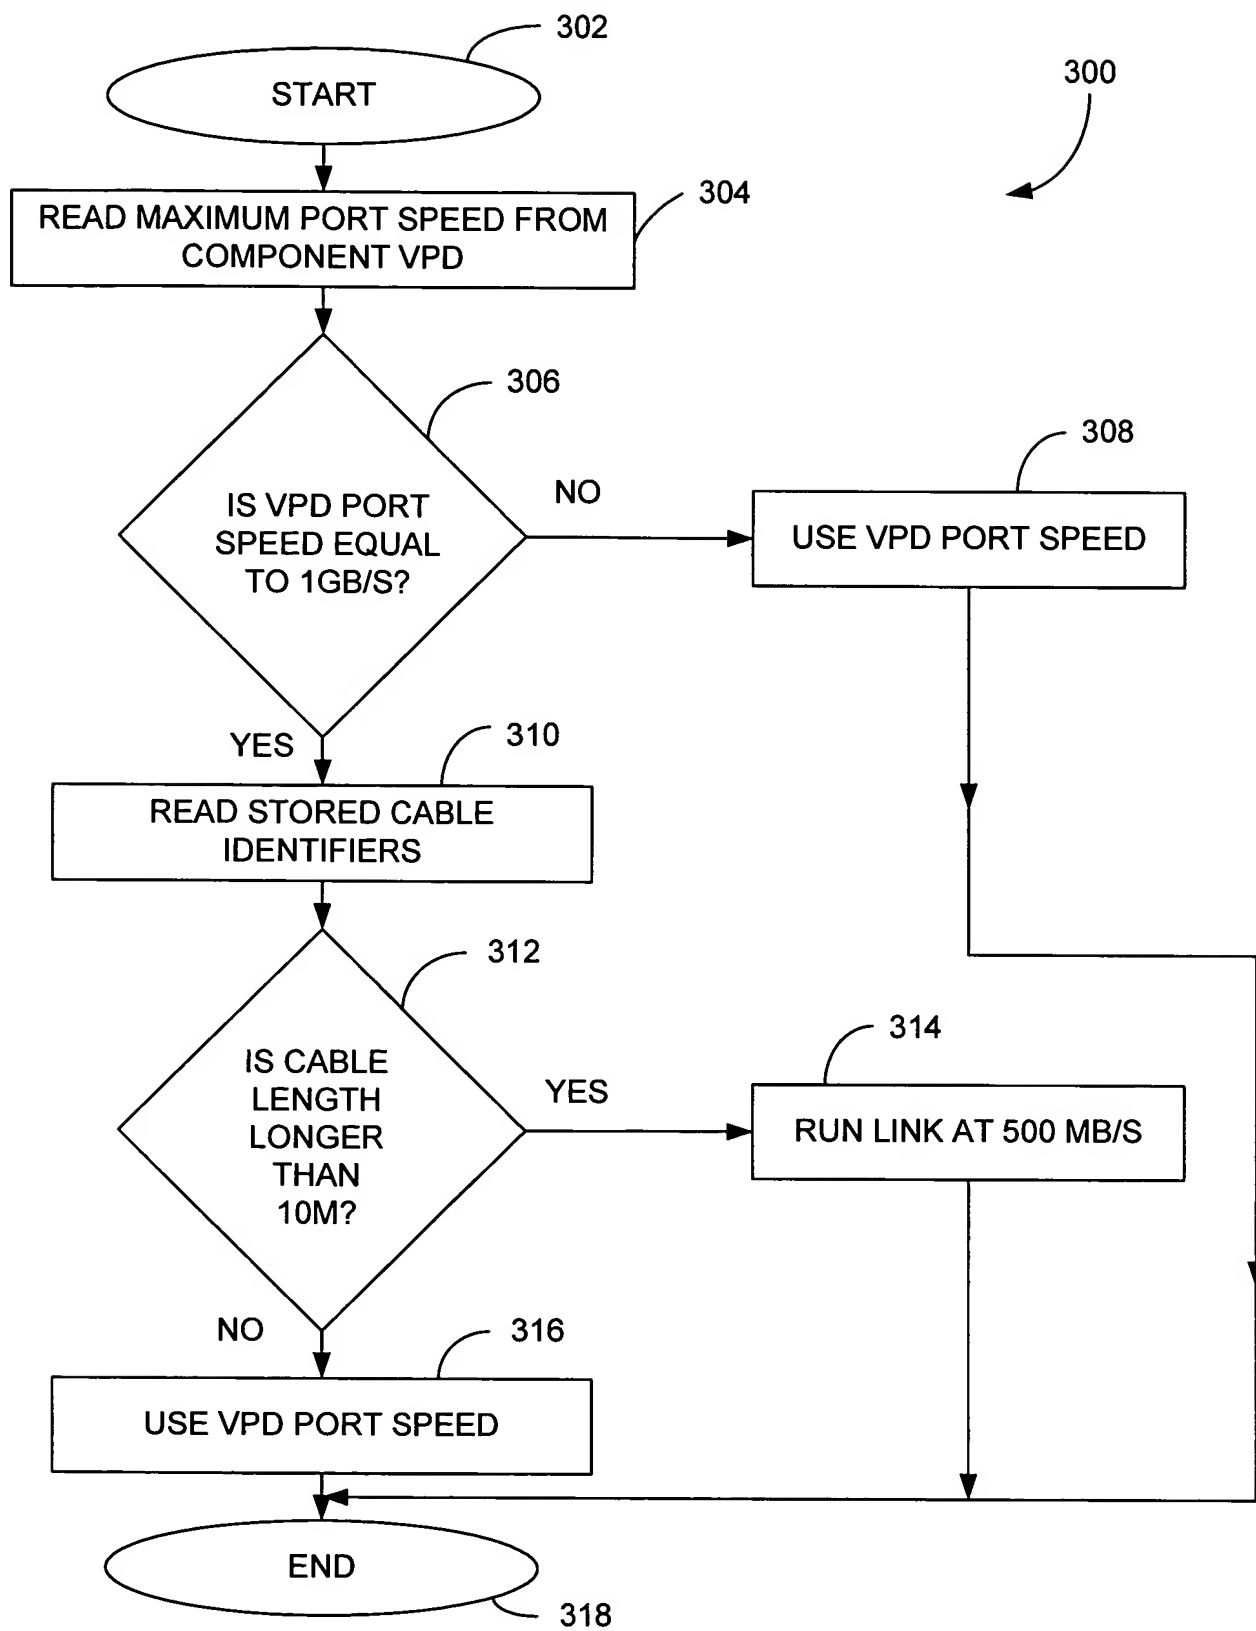 302
START
300
304
READ MAXIMUM PORT SPEED FROM
COMPONENT VPD
306
308
IS VPD PORT
SPEED EQUAL
TO 1GB/S?
NO
USE VPD PORT SPEED
YES
310
READ STORED CABLE
IDENTIFIERS
312
314
IS CABLE
LENGTH
LONGER
THAN
10M?
YES
RUN LINK AT 500 MB/S
NO
316
USE VPD PORT SPEED
END
318